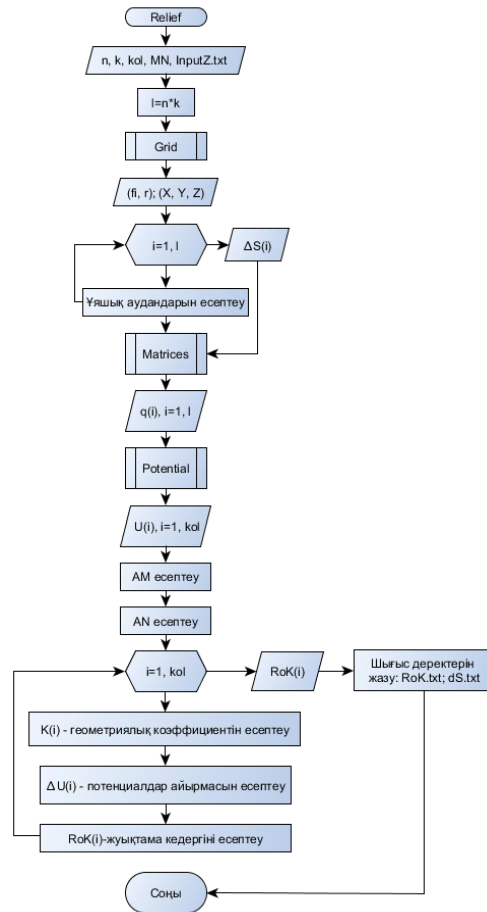 Relief
n, k, kol, MN, InputZ.txt
l=n*k
Grid
(fi, r); (X, Y, Z)
i=1, l
ΔS(i)
Ұяшық аудандарын есептеу
Matrices
q(i), i=1, l
Potential
U(i), i=1, kol
AM есептеу
AN есептеу
i=1, kol
RoK(i)
Шығыс деректерін
жазу: RoK.txt; dS.txt
K(i) - геометриялық коэффициентін есептеу
ΔU(i) - потенциалдар айырмасын есептеу
RoK(i)-жуықтама кедергіні есептеу
Соңы